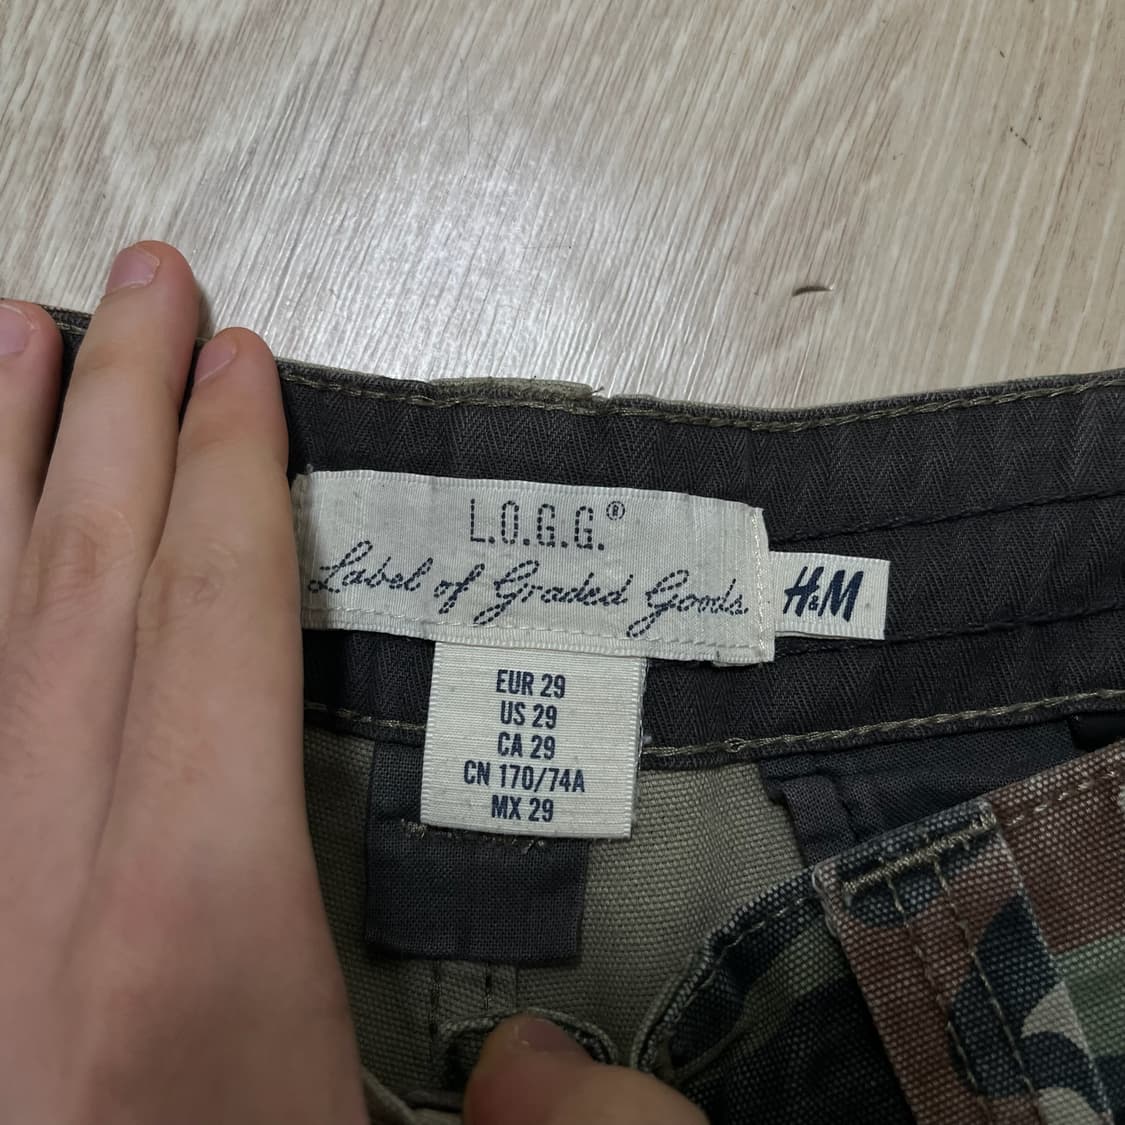 L.O.G.G.®
Label of Graded Goods
H&M
EUR 29
US 29
CA 29
CN 170/74A
MX 29